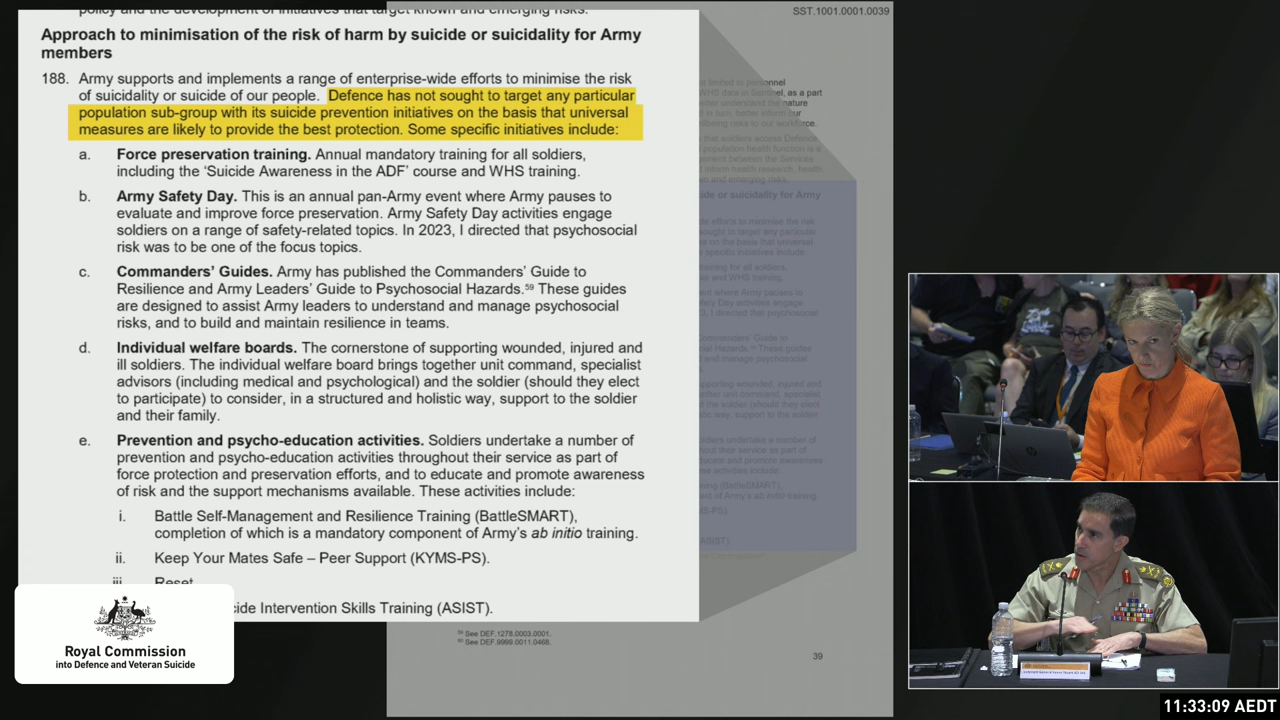 policy and the development of initiatives that target known and emerging risks.
SST.1001.0001.0039
Approach to minimisation of the risk of harm by suicide or suicidality for Army
members
188. Army supports and implements a range of enterprise-wide efforts to minimise the risk
of suicidality or suicide of our people. Defence has not sought to target any particular
population sub-group with its suicide prevention initiatives on the basis that universal
measures are likely to provide the best protection. Some specific initiatives include:
a. Force preservation training. Annual mandatory training for all soldiers,
including the ‘Suicide Awareness in the ADF’ course and WHS training.
b. Army Safety Day. This is an annual pan-Army event where Army pauses to
evaluate and improve force preservation. Army Safety Day activities engage
soldiers on a range of safety-related topics. In 2023, I directed that psychosocial
risk was to be one of the focus topics.
c. Commanders’ Guides. Army has published the Commanders’ Guide to
Resilience and Army Leaders’ Guide to Psychosocial Hazards.⁵⁹ These guides
are designed to assist Army leaders to understand and manage psychosocial
risks, and to build and maintain resilience in teams.
d. Individual welfare boards. The cornerstone of supporting wounded, injured and
ill soldiers. The individual welfare board brings together unit command, specialist
advisors (including medical and psychological) and the soldier (should they elect
to participate) to consider, in a structured and holistic way, support to the soldier
and their family.
e. Prevention and psycho-education activities. Soldiers undertake a number of
prevention and psycho-education activities throughout their service as part of
force protection and preservation efforts, and to educate and promote awareness
of risk and the support mechanisms available. These activities include:
i. Battle Self-Management and Resilience Training (BattleSMART),
completion of which is a mandatory component of Army’s ab initio training.
ii. Keep Your Mates Safe – Peer Support (KYMS-PS).
iii. Reset
Intervention Skills Training (ASIST).
⁵⁹ See DEF.1278.0003.0001.
⁶⁰ See DEF.9999.0011.0468.
39
Royal Commission
into Defence and Veteran Suicide
11:33:09 AEDT